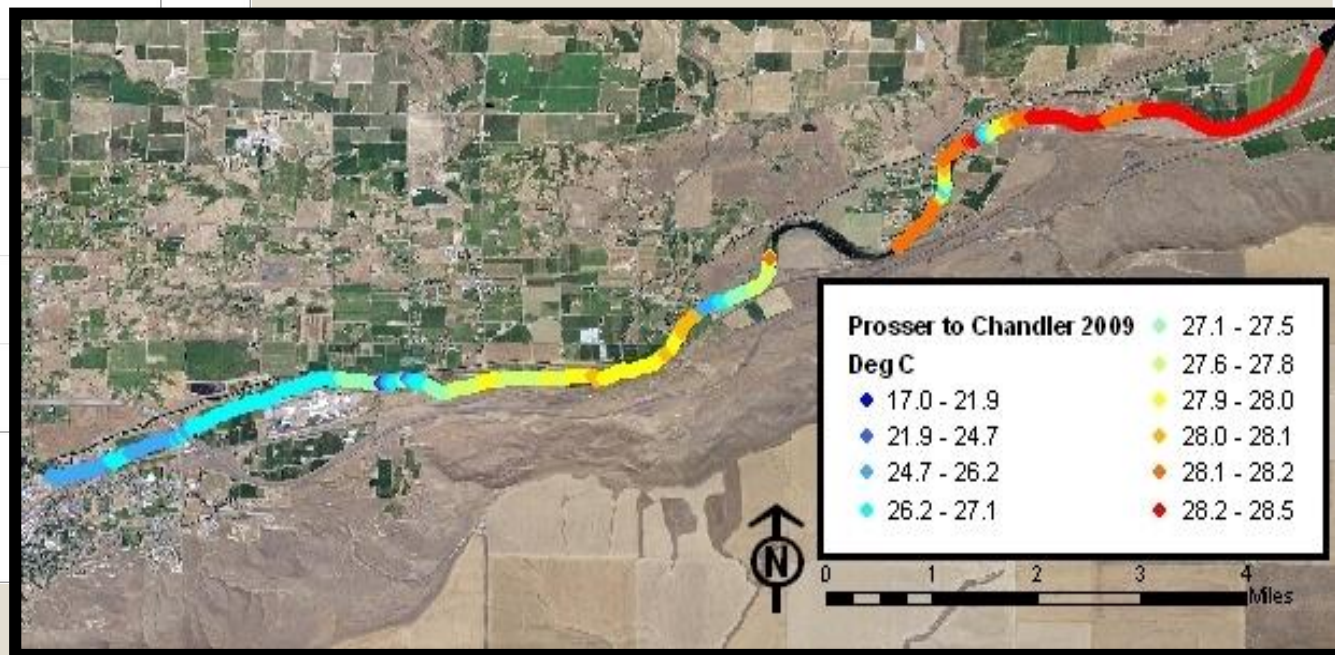 Prosser to Chandler 2009
Deg C
17.0 - 21.9
21.9 - 24.7
24.7 - 26.2
26.2 - 27.1
27.1 - 27.5
27.6 - 27.8
27.9 - 28.0
28.0 - 28.1
28.1 - 28.2
28.2 - 28.5
N
0 1 2 3 4
Miles